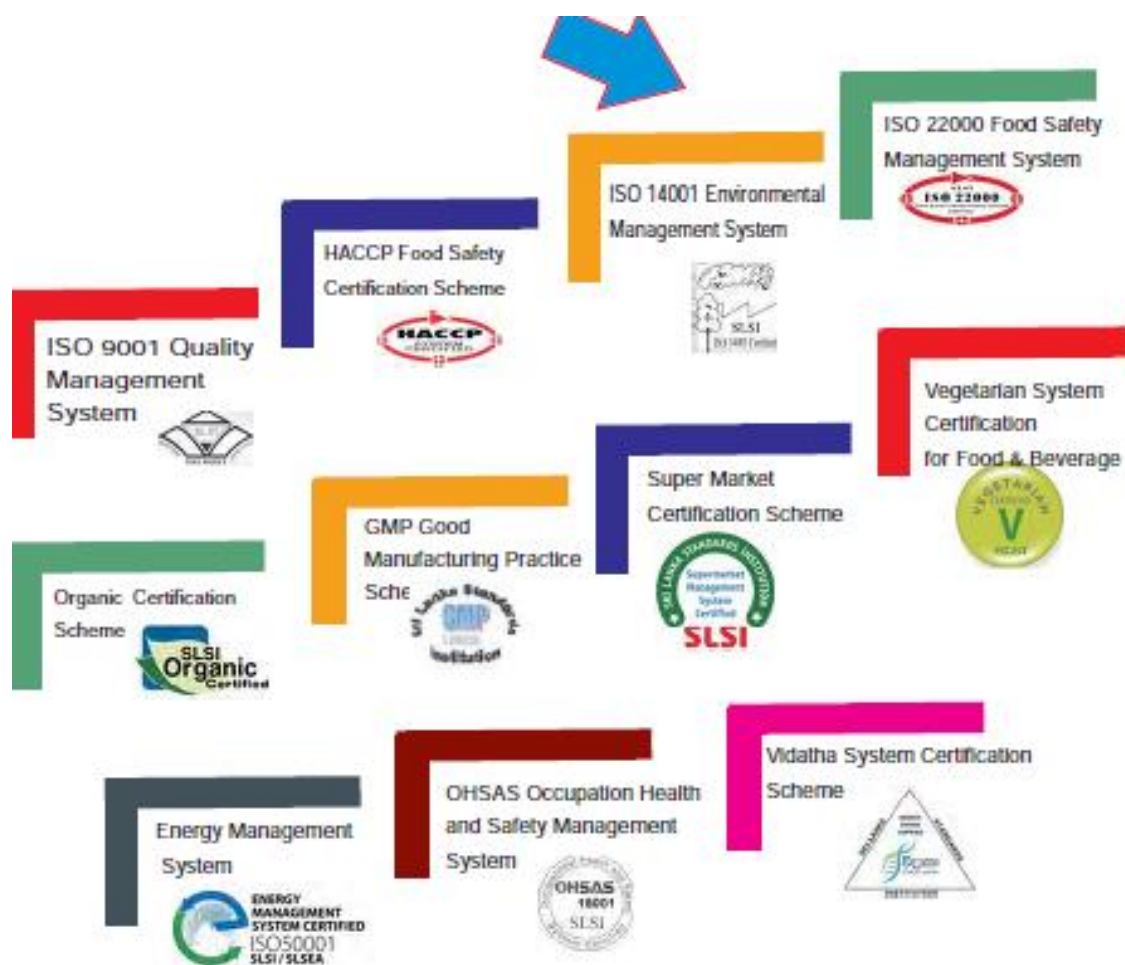 ISO 22000 Food Safety
Management System
ISO 22000
ISO 14001 Environmental
Management System
SLSI
HACCP Food Safety
Certification Scheme
HACCP
SYSTEM
CERTIFIED
ISO 9001 Quality
Management
System
Vegetarian System
Certification
for Food & Beverage
VEGETARIAN
V
Super Market
Certification Scheme
SRI LANKA STANDARDS INSTITUTION
Supermarket
Management
System
Certified
SLSI
GMP Good
Manufacturing Practice
Sche
Sri Lanka Standards
GMP
Institution
Organic Certification
Scheme
SLSI
Organic
Certified
Vidatha System Certification
Scheme
OHSAS Occupation Health
and Safety Management
System
OHSAS
18001
SLSI
Energy Management
System
ENERGY
MANAGEMENT
SYSTEM CERTIFIED
ISO50001
SLSI / SLSEA